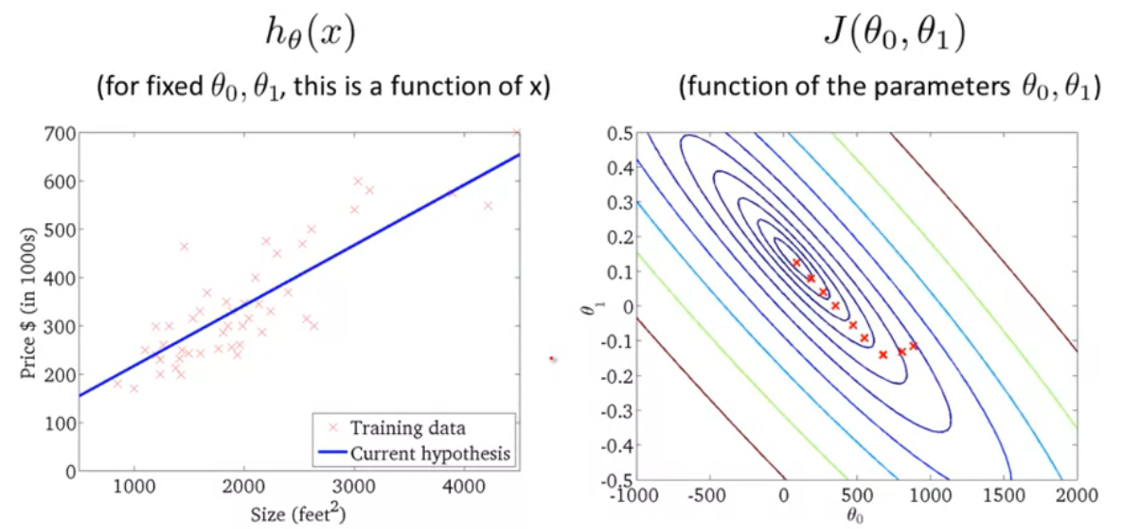 hθ(x)
(for fixed θ0, θ1, this is a function of x)
700
600
500
400
300
200
100
0
Price $ (in 1000s)
1000 2000 3000 4000
Size (feet²)
Training data
Current hypothesis
J(θ0, θ1)
(function of the parameters θ0, θ1)
0.5
0.4
0.3
0.2
0.1
0
-0.1
-0.2
-0.3
-0.4
-0.5
θ1
-1000 -500 0 500 1000 1500 2000
θ0